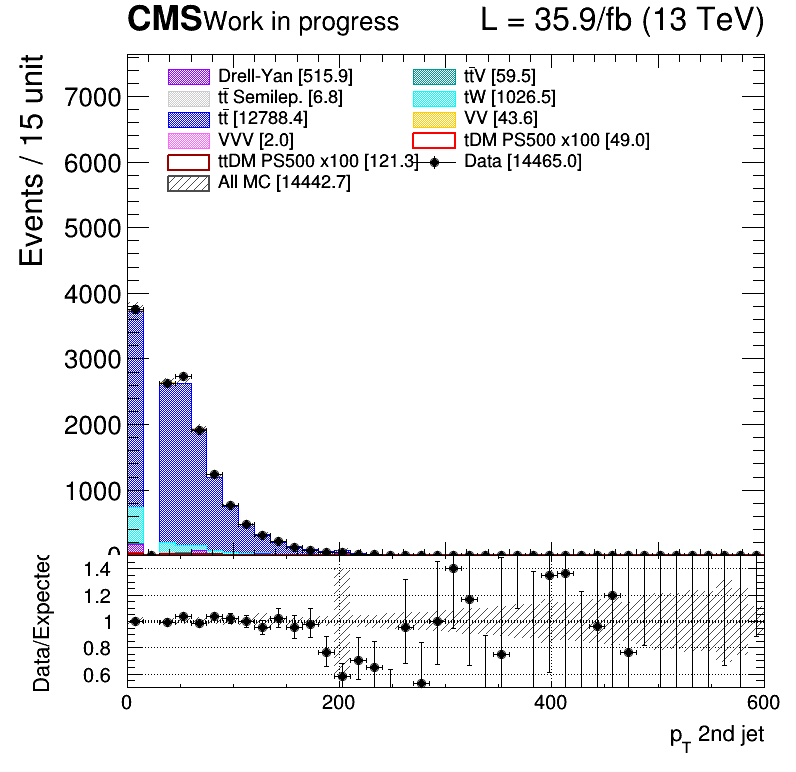 CMS Work in progress L = 35.9/fb (13 TeV)
Events / 15 unit
7000
6000
5000
4000
3000
2000
1000
0
Drell-Yan [515.9]
tt̄V [59.5]
tt̄ Semilep. [6.8]
tW [1026.5]
tt̄ [12788.4]
VV [43.6]
VVV [2.0]
tDM PS500 x100 [49.0]
ttDM PS500 x100 [121.3]
Data [14465.0]
All MC [14442.7]
Data/Expected
1.4
1.2
1
0.8
0.6
0 200 400 600
p_T 2nd jet